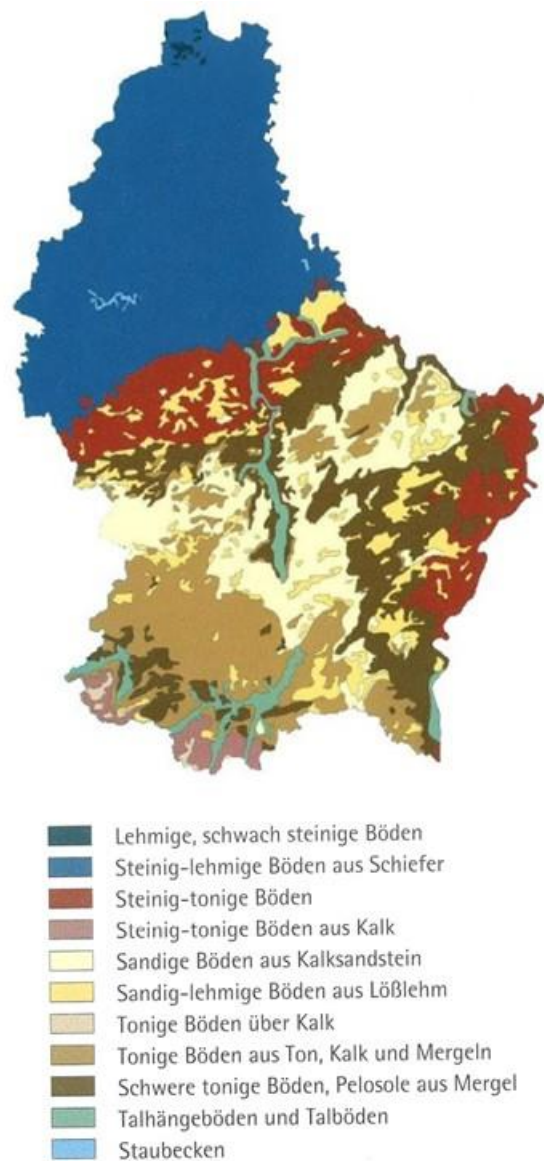 Lehmige, schwach steinige Böden
Steinig-lehmige Böden aus Schiefer
Steinig-tonige Böden
Steinig-tonige Böden aus Kalk
Sandige Böden aus Kalksandstein
Sandig-lehmige Böden aus Lößlehm
Tonige Böden über Kalk
Tonige Böden aus Ton, Kalk und Mergeln
Schwere tonige Böden, Pelosole aus Mergel
Talhängeböden und Talböden
Staubecken